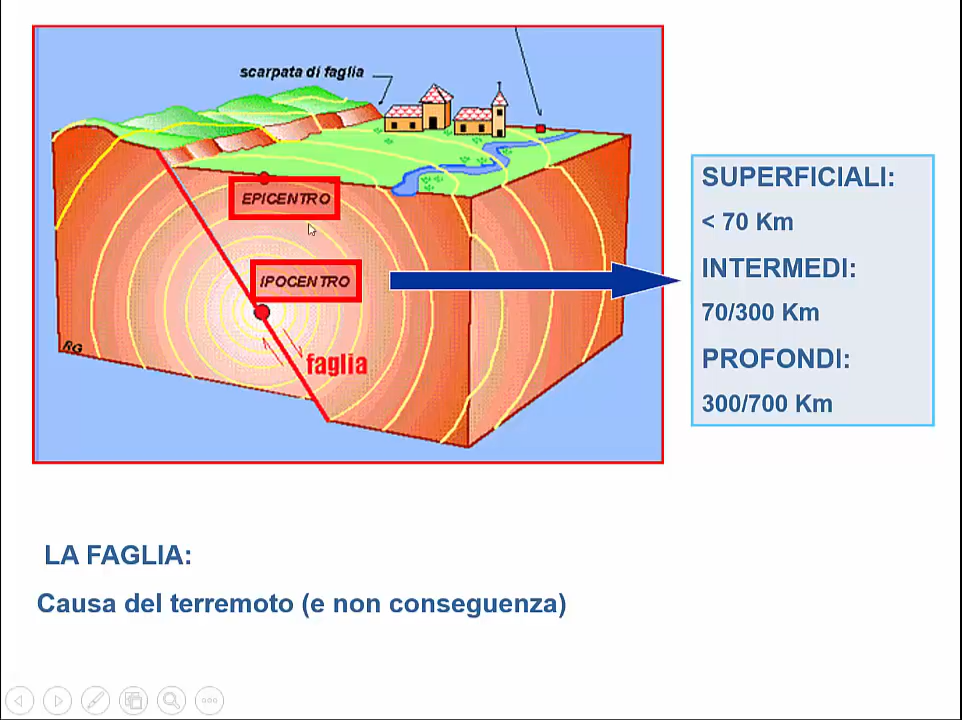 scarpata di faglia
EPICENTRO
IPOCENTRO
faglia
RG
SUPERFICIALI:
< 70 Km
INTERMEDI:
70/300 Km
PROFONDI:
300/700 Km
LA FAGLIA:
Causa del terremoto (e non conseguenza)